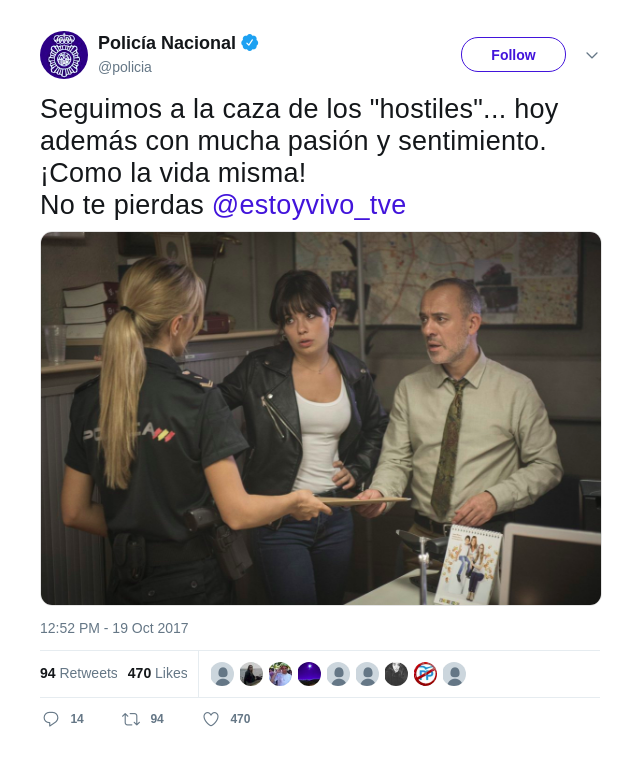 Policía Nacional
@policia
Follow
Seguimos a la caza de los "hostiles"... hoy
además con mucha pasión y sentimiento.
¡Como la vida misma!
No te pierdas @estoyvivo_tve
12:52 PM - 19 Oct 2017
94 Retweets 470 Likes
14 94 470